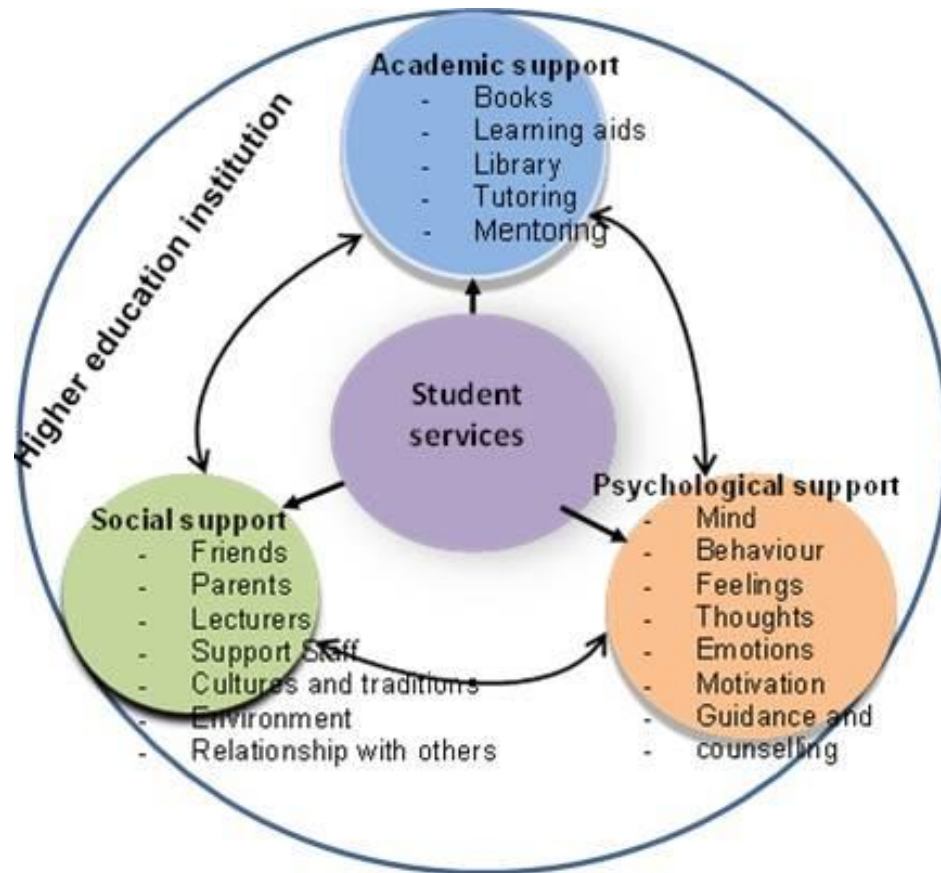 Higher education institution
Academic support
- Books
- Learning aids
- Library
- Tutoring
- Mentoring
Student
services
Social support
- Friends
- Parents
- Lecturers
- Support Staff
- Cultures and traditions
- Environment
- Relationship with others
Psychological support
- Mind
- Behaviour
- Feelings
- Thoughts
- Emotions
- Motivation
- Guidance and
- counselling